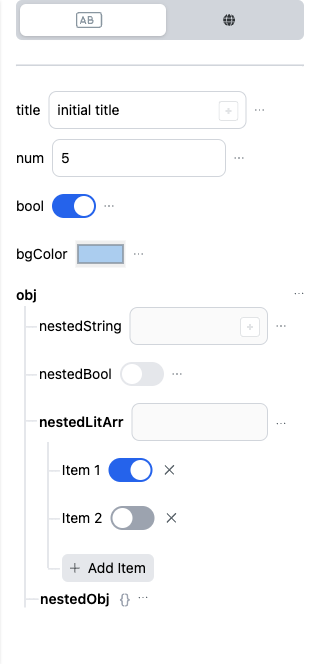 AB
title initial title ...
num 5 ...
bool ...
bgColor ...
obj ...
nestedString ...
nestedBool ...
nestedLitArr ...
Item 1
Item 2
+ Add Item
nestedObj {} ...